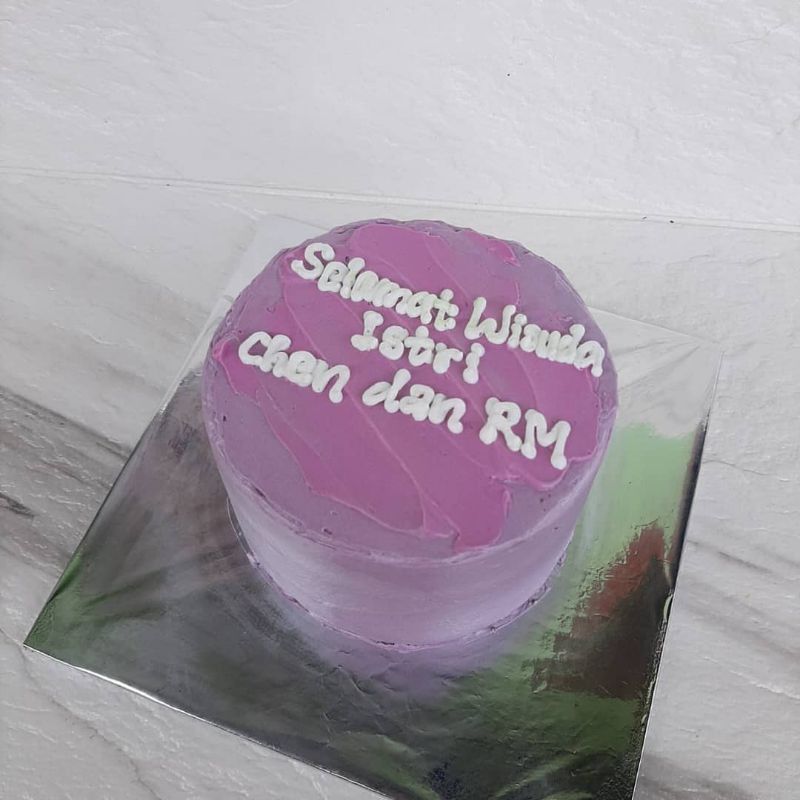 Selamat Wisuda
Istri
chen dan RM